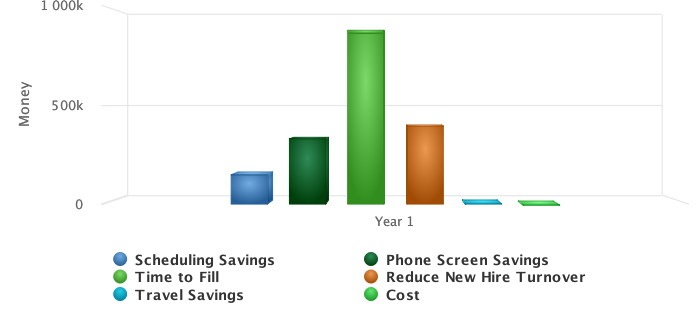 1 000k
Money
500k
0
Year 1
Scheduling Savings
Phone Screen Savings
Time to Fill
Reduce New Hire Turnover
Travel Savings
Cost